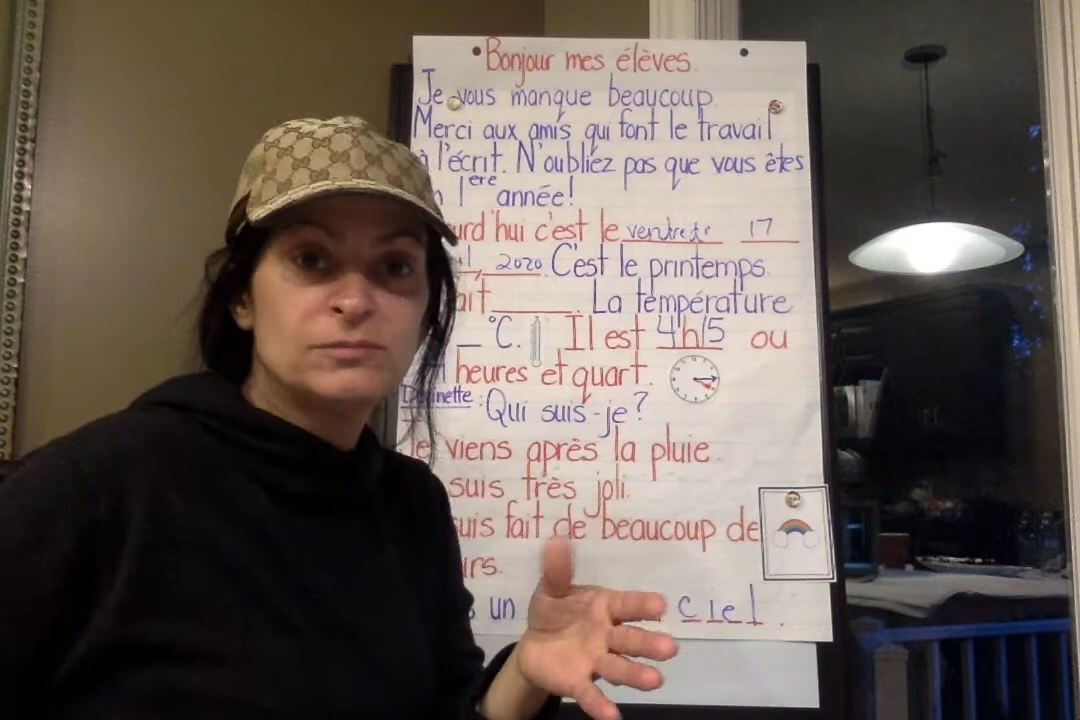 Bonjour mes élèves.
Je vous manque beaucoup.
Merci aux amis qui font le travail
à l'écrit. N'oubliez pas que vous êtes
1ère année!
c'est le vendredi 17
2020. C'est le printemps.
La température
°C. Il est 4h15 ou
heures et quart.
Qui suis-je?
viens après la pluie
suis très joli.
suis fait de beaucoup de
un ciel.